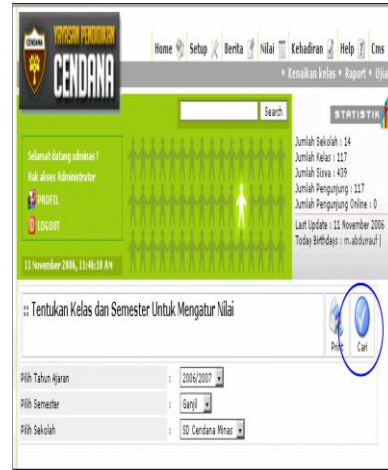 CENDANA
YAYASAN PENDIDIKAN
CENDANA
Home Setup Berita Nilai Kehadiran Help Cms
• Kenaikan kelas • Raport • Ujia
Search
STATISTIK
Selamat datang sdminas !
Hak akses Administrator
PROFIL
LOGOUT
11 November 2006, 11:46:10 AM
Jumlah Sekolah : 14
Jumlah Kelas : 117
Jumlah Siswa : 439
Jumlah Pengunjung : 117
Jumlah Pengunjung Online : 0
Last Update : 11 November 2006
Today Birthdays : m.abdurrauf |
:: Tentukan Kelas dan Semester Untuk Mengatur Nilai
Print Cari
Pilih Tahun Ajaran : 2006/2007
Pilih Semester : Ganjil
Pilih Sekolah : SD Cendana Minas